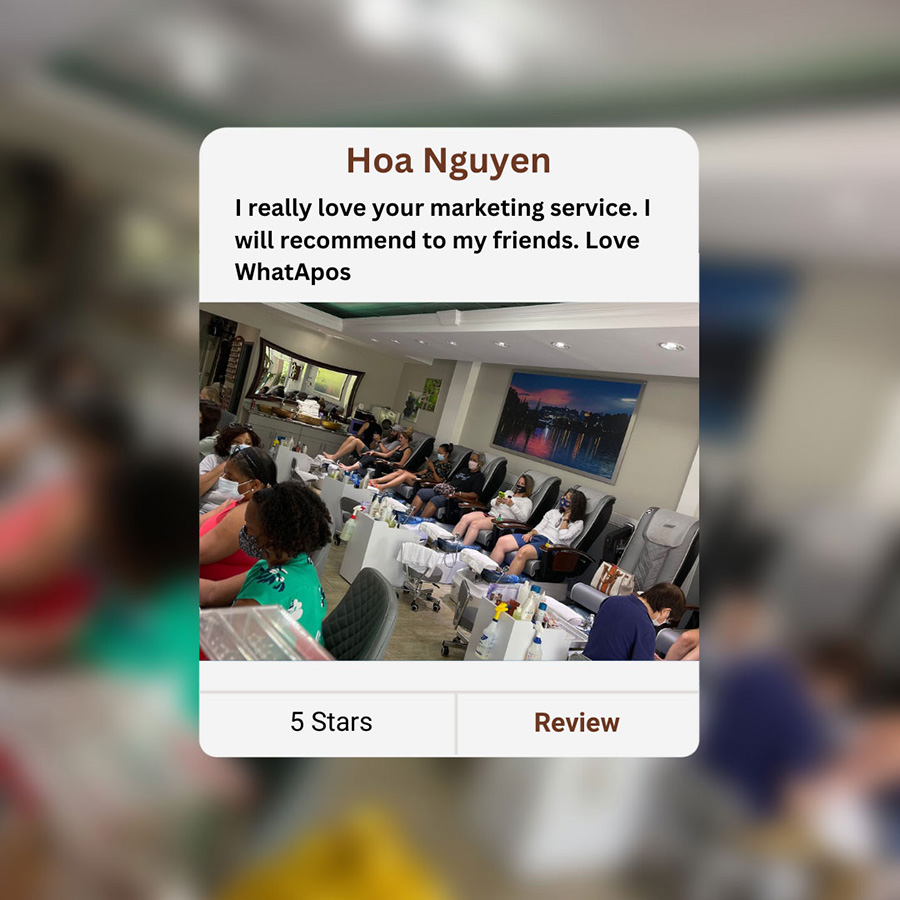 Hoa Nguyen
I really love your marketing service. I
will recommend to my friends. Love
WhatApos
5 Stars
Review